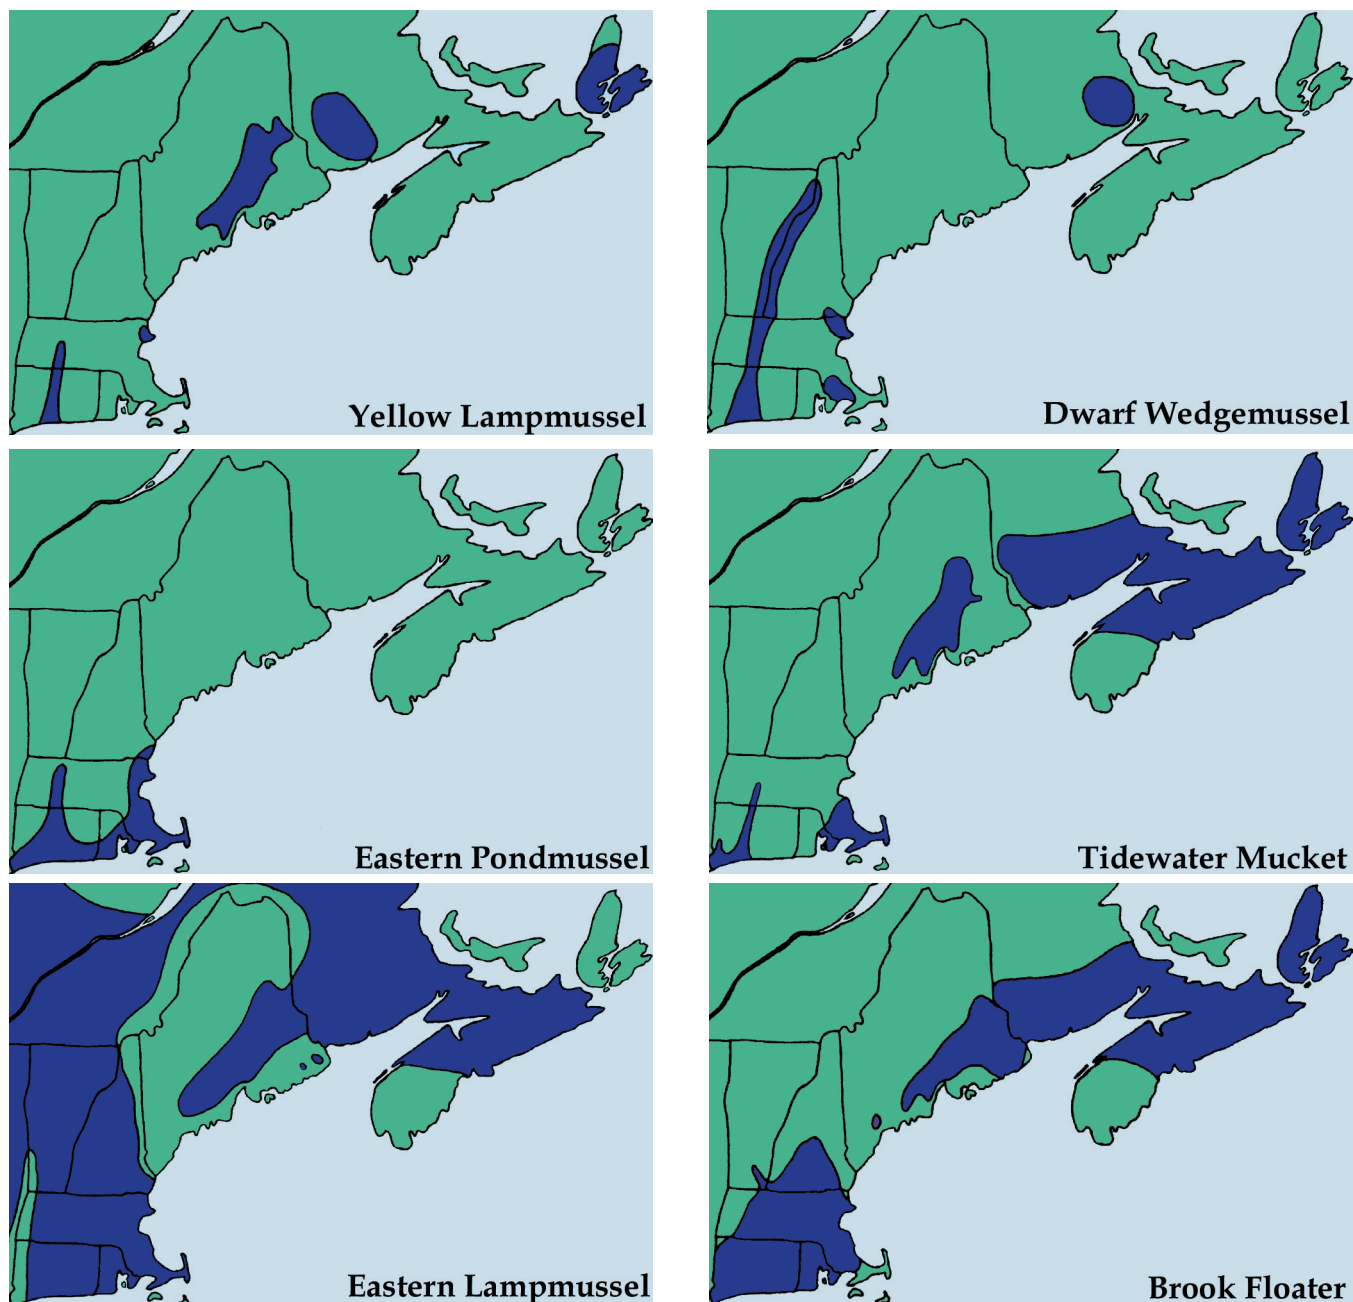 Yellow Lampmussel
Dwarf Wedgemussel
Eastern Pondmussel
Tidewater Mucket
Eastern Lampmussel
Brook Floater